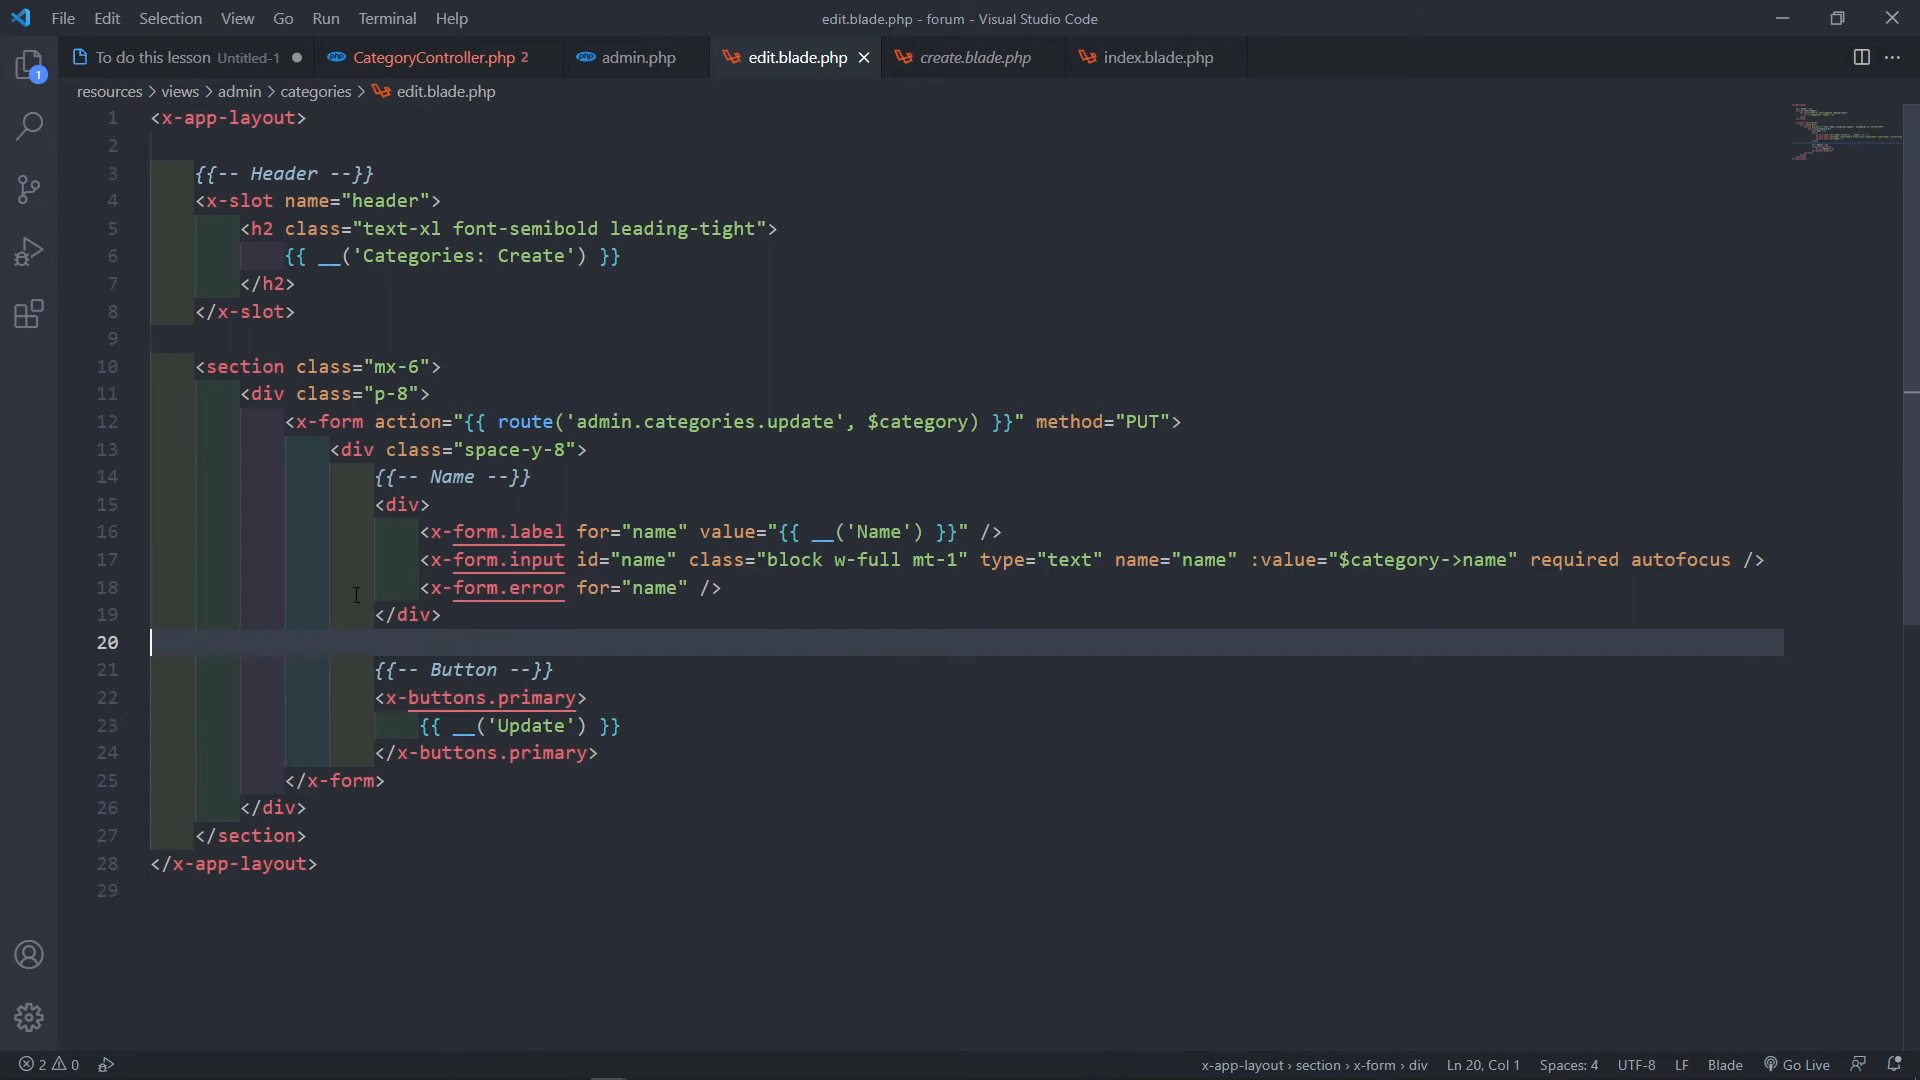 File Edit Selection View Go Run Terminal Help edit.blade.php - forum - Visual Studio Code
1 To do this lesson Untitled-1 CategoryController.php 2 admin.php edit.blade.php create.blade.php index.blade.php
resources > views > admin > categories > edit.blade.php
1 <x-app-layout>
2
3 {{-- Header --}}
4 <x-slot name="header">
5 <h2 class="text-xl font-semibold leading-tight">
6 {{ __('Categories: Create') }}
7 </h2>
8 </x-slot>
9
10 <section class="mx-6">
11 <div class="p-8">
12 <x-form action="{{ route('admin.categories.update', $category) }}" method="PUT">
13 <div class="space-y-8">
14 {{-- Name --}}
15 <div>
16 <x-form.label for="name" value="{{ __('Name') }}" />
17 <x-form.input id="name" class="block w-full mt-1" type="text" name="name" :value="$category->name" required autofocus />
18 <x-form.error for="name" />
19 </div>
20
21 {{-- Button --}}
22 <x-buttons.primary>
23 {{ __('Update') }}
24 </x-buttons.primary>
25 </x-form>
26 </div>
27 </section>
28 </x-app-layout>
29
2 0 x-app-layout > section > x-form > div Ln 20, Col 1 Spaces: 4 UTF-8 LF Blade Go Live